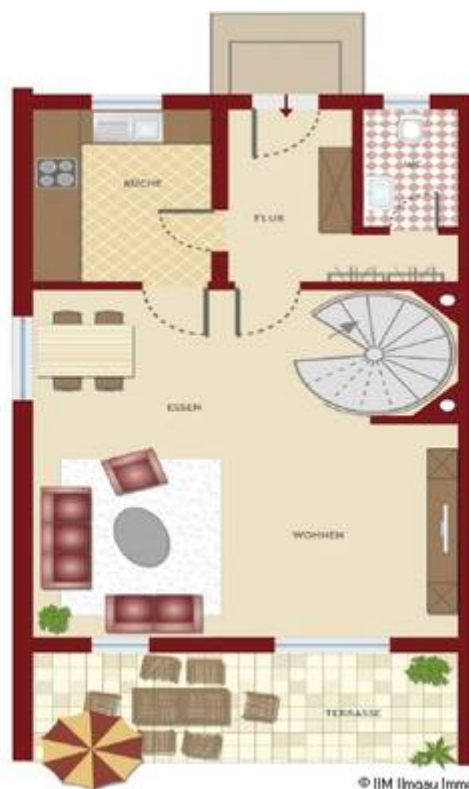 KÜCHE
WC
FLUR
ESSEN
WOHNEN
TERRASSE
© IIM Ilmgau Immo